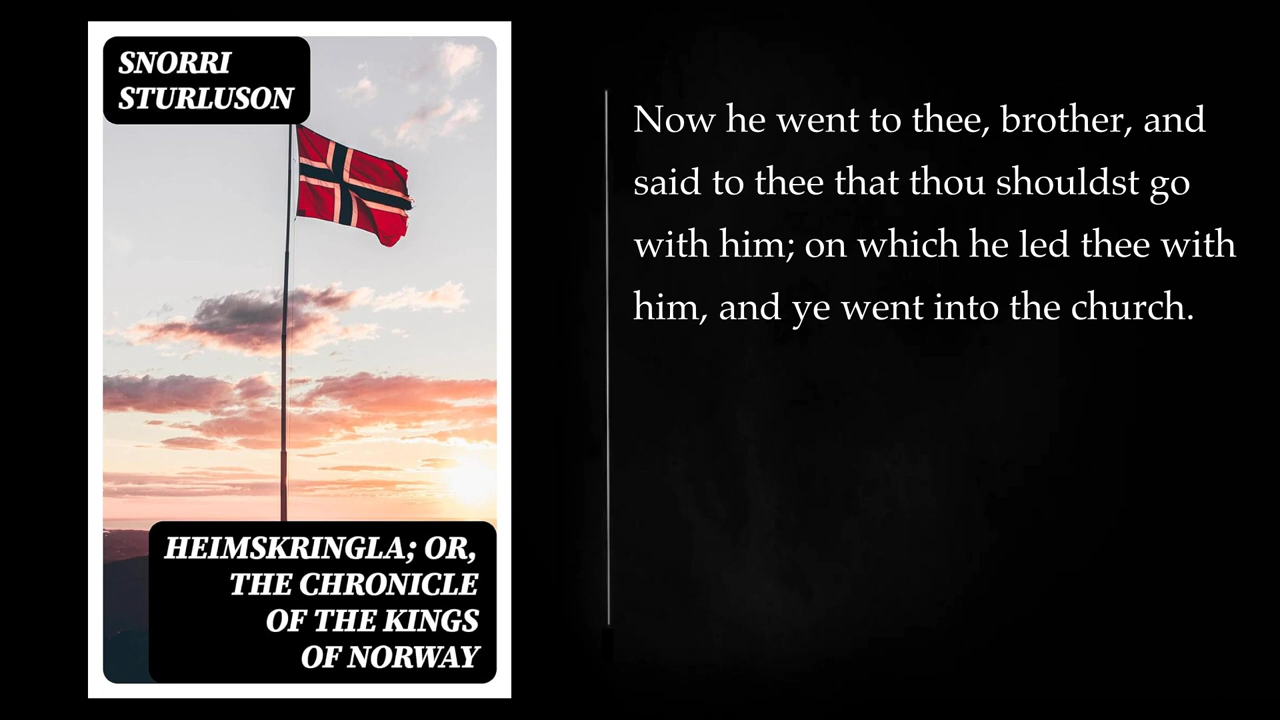 SNORRI
STURLUSON
HEIMSKRINGLA; OR,
THE CHRONICLE
OF THE KINGS
OF NORWAY
Now he went to thee, brother, and
said to thee that thou shouldst go
with him; on which he led thee with
him, and ye went into the church.